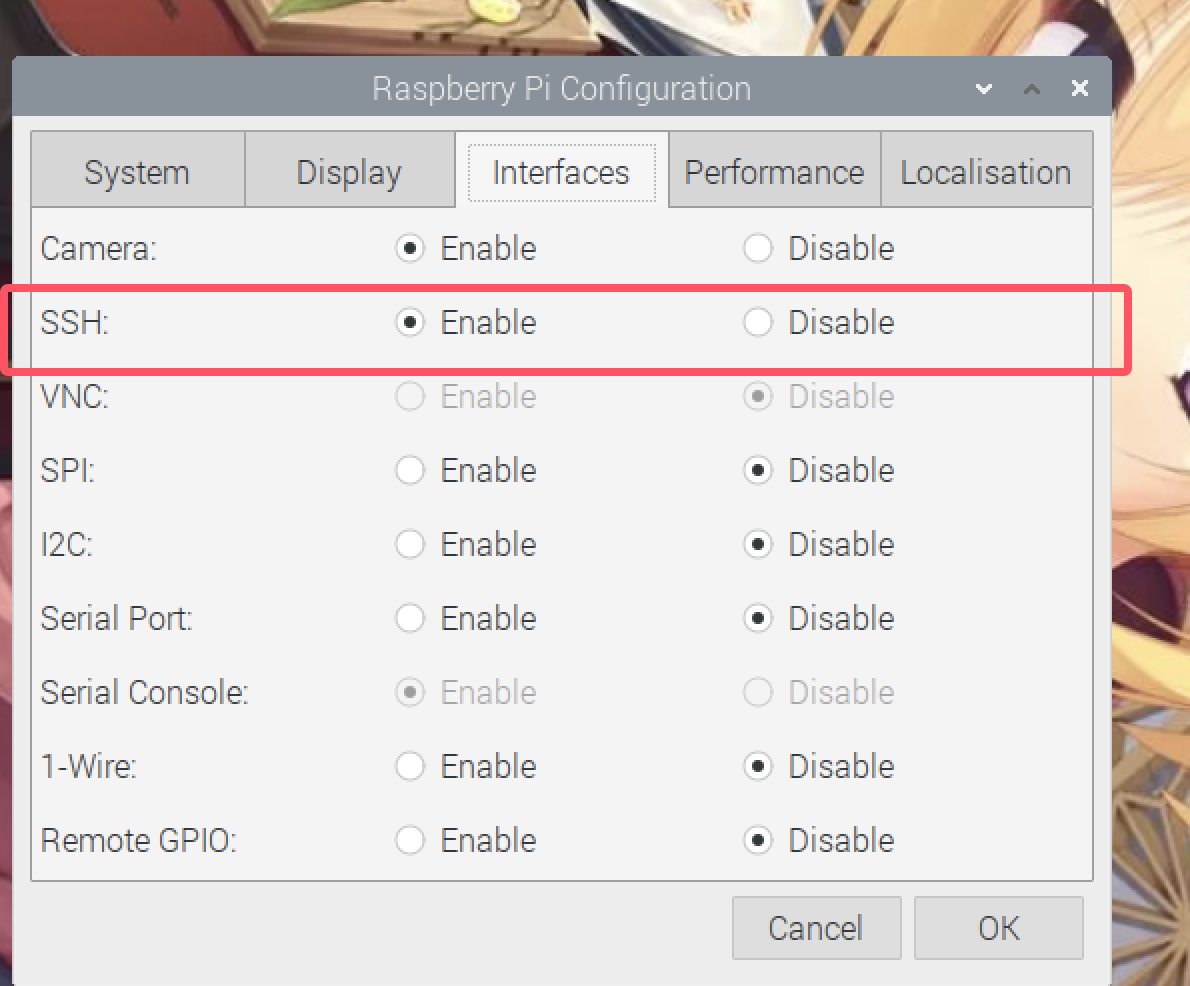 Raspberry Pi Configuration
System Display Interfaces Performance Localisation
Camera: Enable Disable
SSH: Enable Disable
VNC: Enable Disable
SPI: Enable Disable
I2C: Enable Disable
Serial Port: Enable Disable
Serial Console: Enable Disable
1-Wire: Enable Disable
Remote GPIO: Enable Disable
Cancel OK